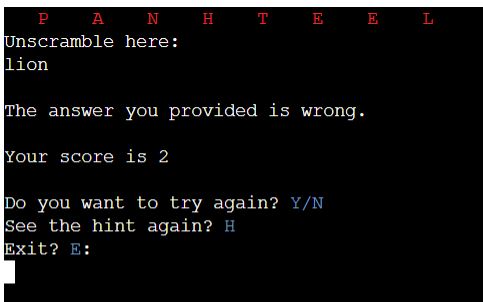 P A N H T E E L
Unscramble here:
lion
The answer you provided is wrong.
Your score is 2
Do you want to try again? Y/N
See the hint again? H
Exit? E: